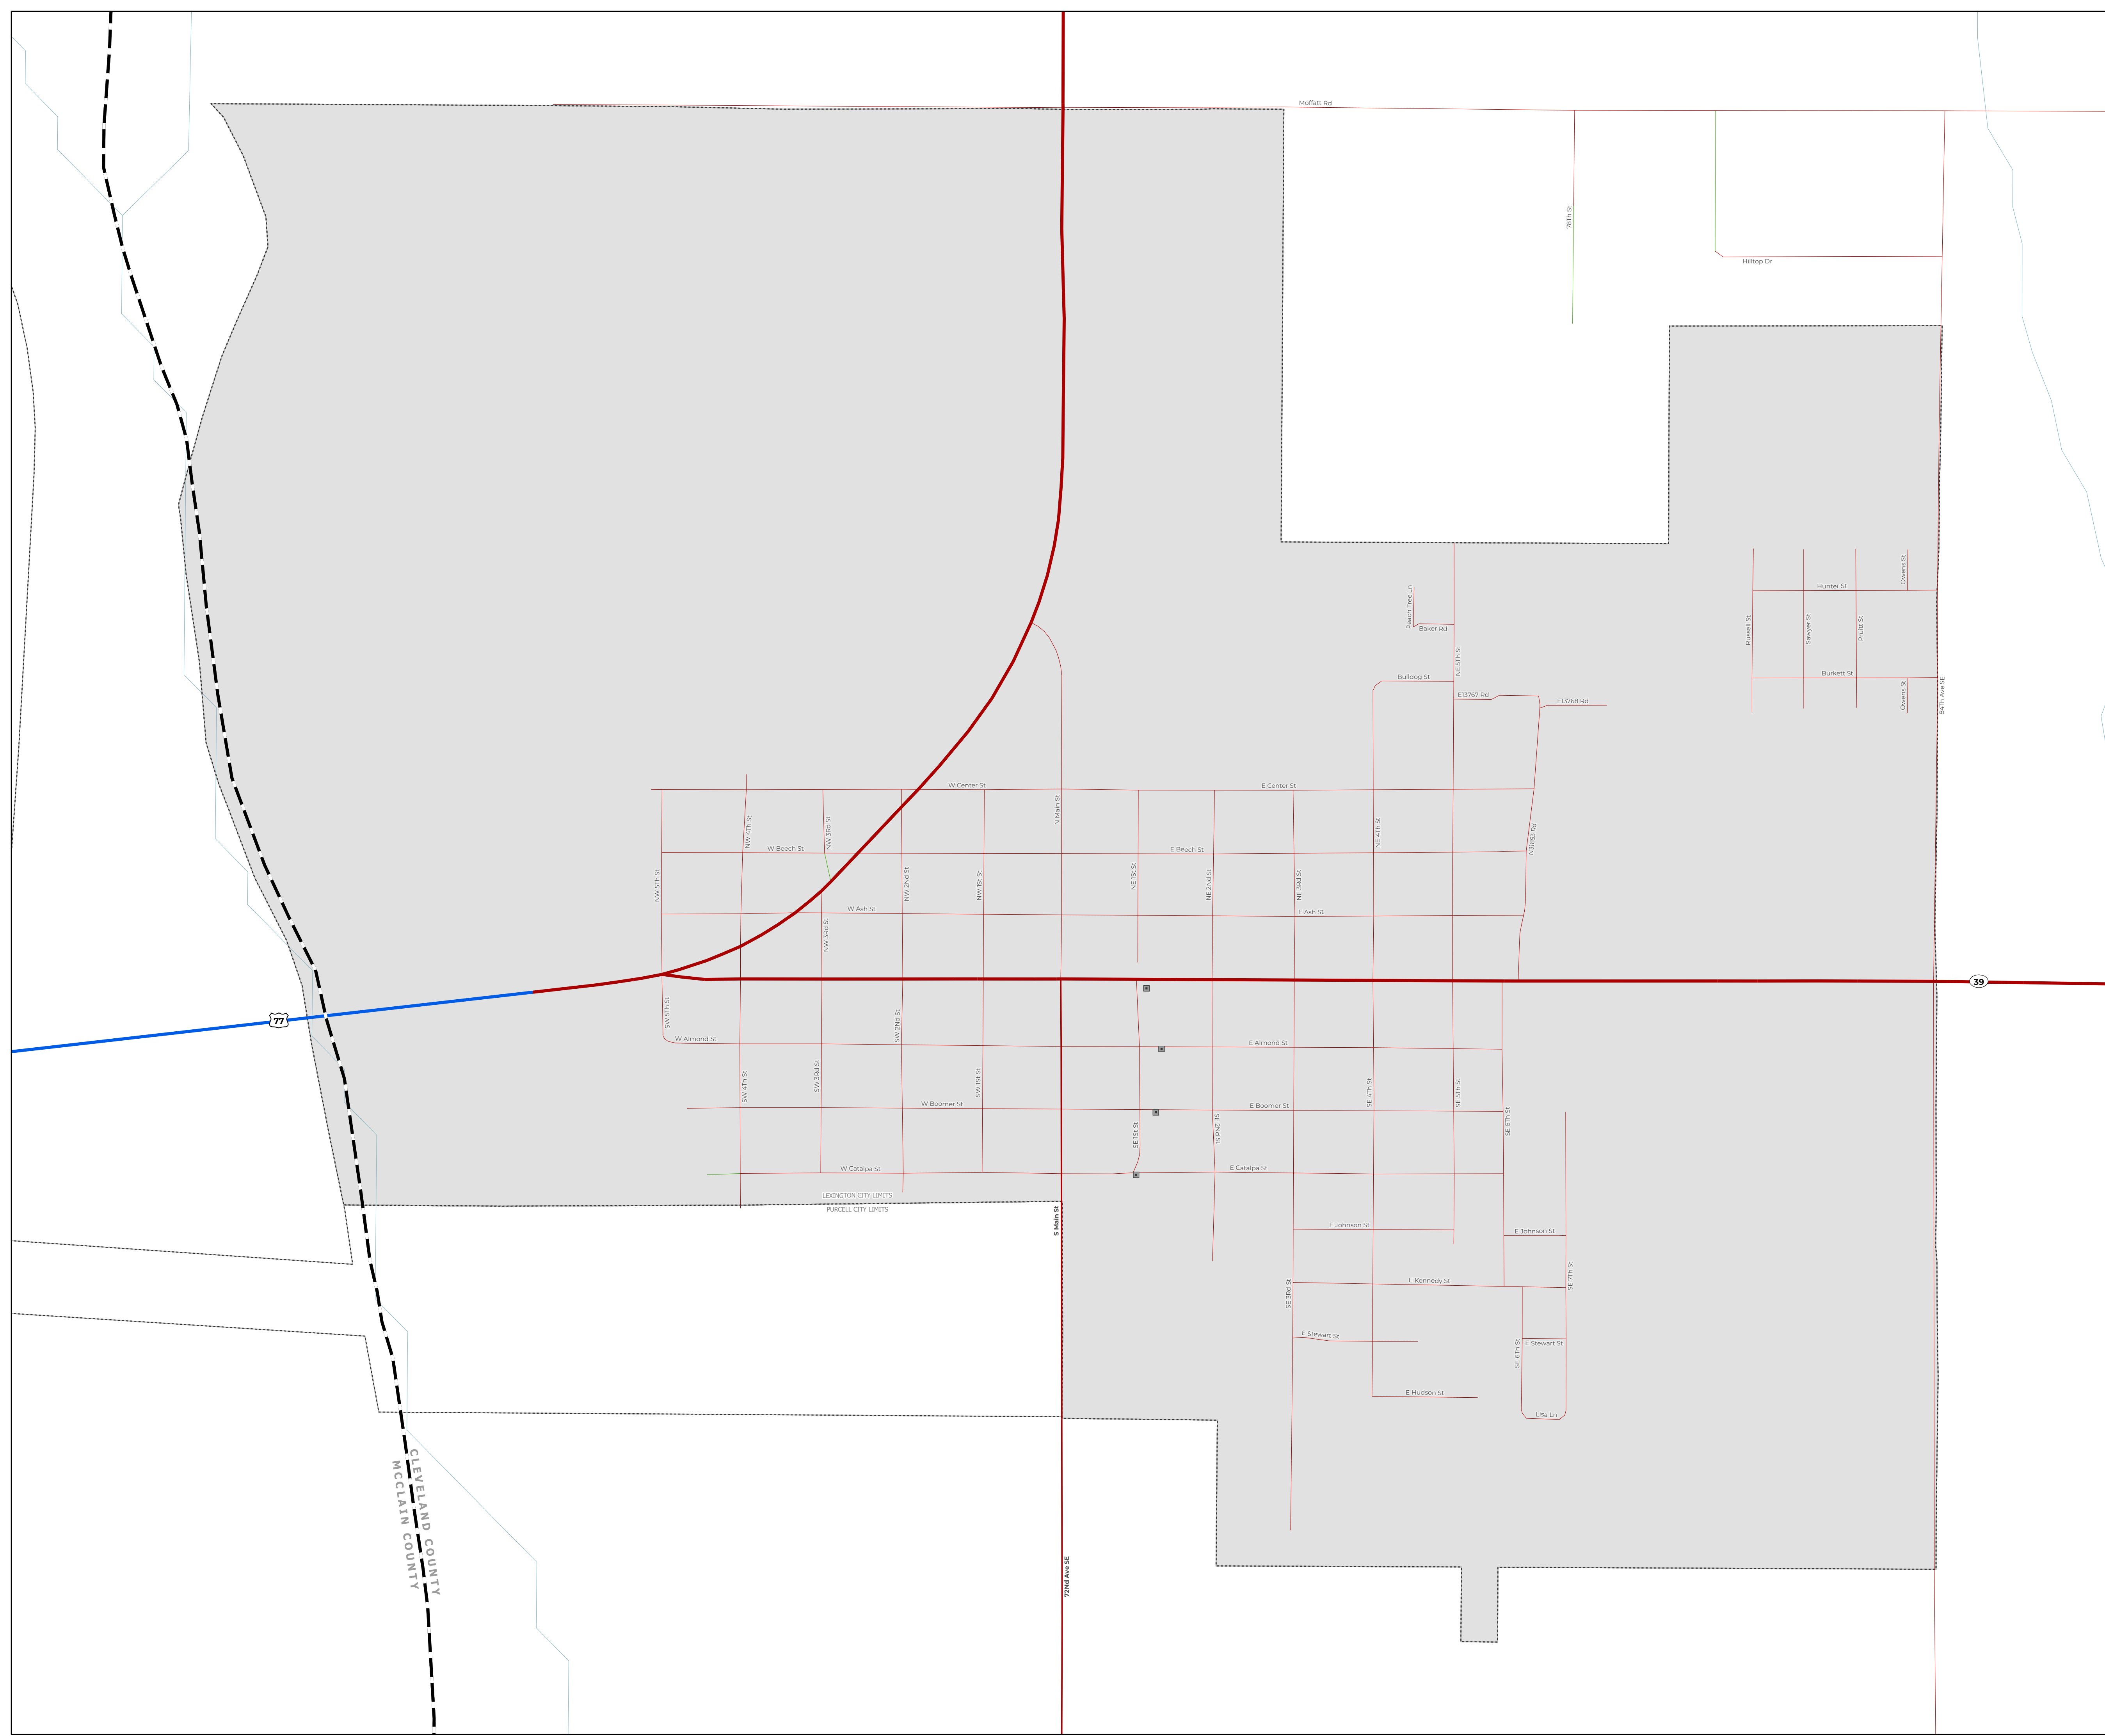 Moffatt Rd
78Th St
Hilltop Dr
Owens St
Hunter St
Peach Tree Ln
Baker Rd
Russell St
Sawyer St
Pruitt St
NE 5Th St
Bulldog St
Burkett St
E13767 Rd
E13768 Rd
Owens St
84Th Ave SE
W Center St
E Center St
N Main St
NW 4Th St
NW 3Rd St
NE 4Th St
N31853 Rd
W Beech St
E Beech St
NW 5Th St
NW 2Nd St
NW 1St St
NE 1St St
NE 2Nd St
NE 3Rd St
W Ash St
E Ash St
NW 3Rd St
39
77
SW 5Th St
SW 2Nd St
W Almond St
E Almond St
SW 4Th St
SW 3Rd St
SW 1St St
SE 4Th St
SE 5Th St
W Boomer St
E Boomer St
SE 6Th St
SE 1St St
SE 2Nd St
W Catalpa St
E Catalpa St
LEXINGTON CITY LIMITS
PURCELL CITY LIMITS
S Main St
E Johnson St
E Johnson St
E Kennedy St
SE 7Th St
SE 3Rd St
E Stewart St
E Stewart St
SE 6Th St
E Hudson St
Lisa Ln
CLEVELAND COUNTY
MCCLAIN COUNTY
72Nd Ave SE